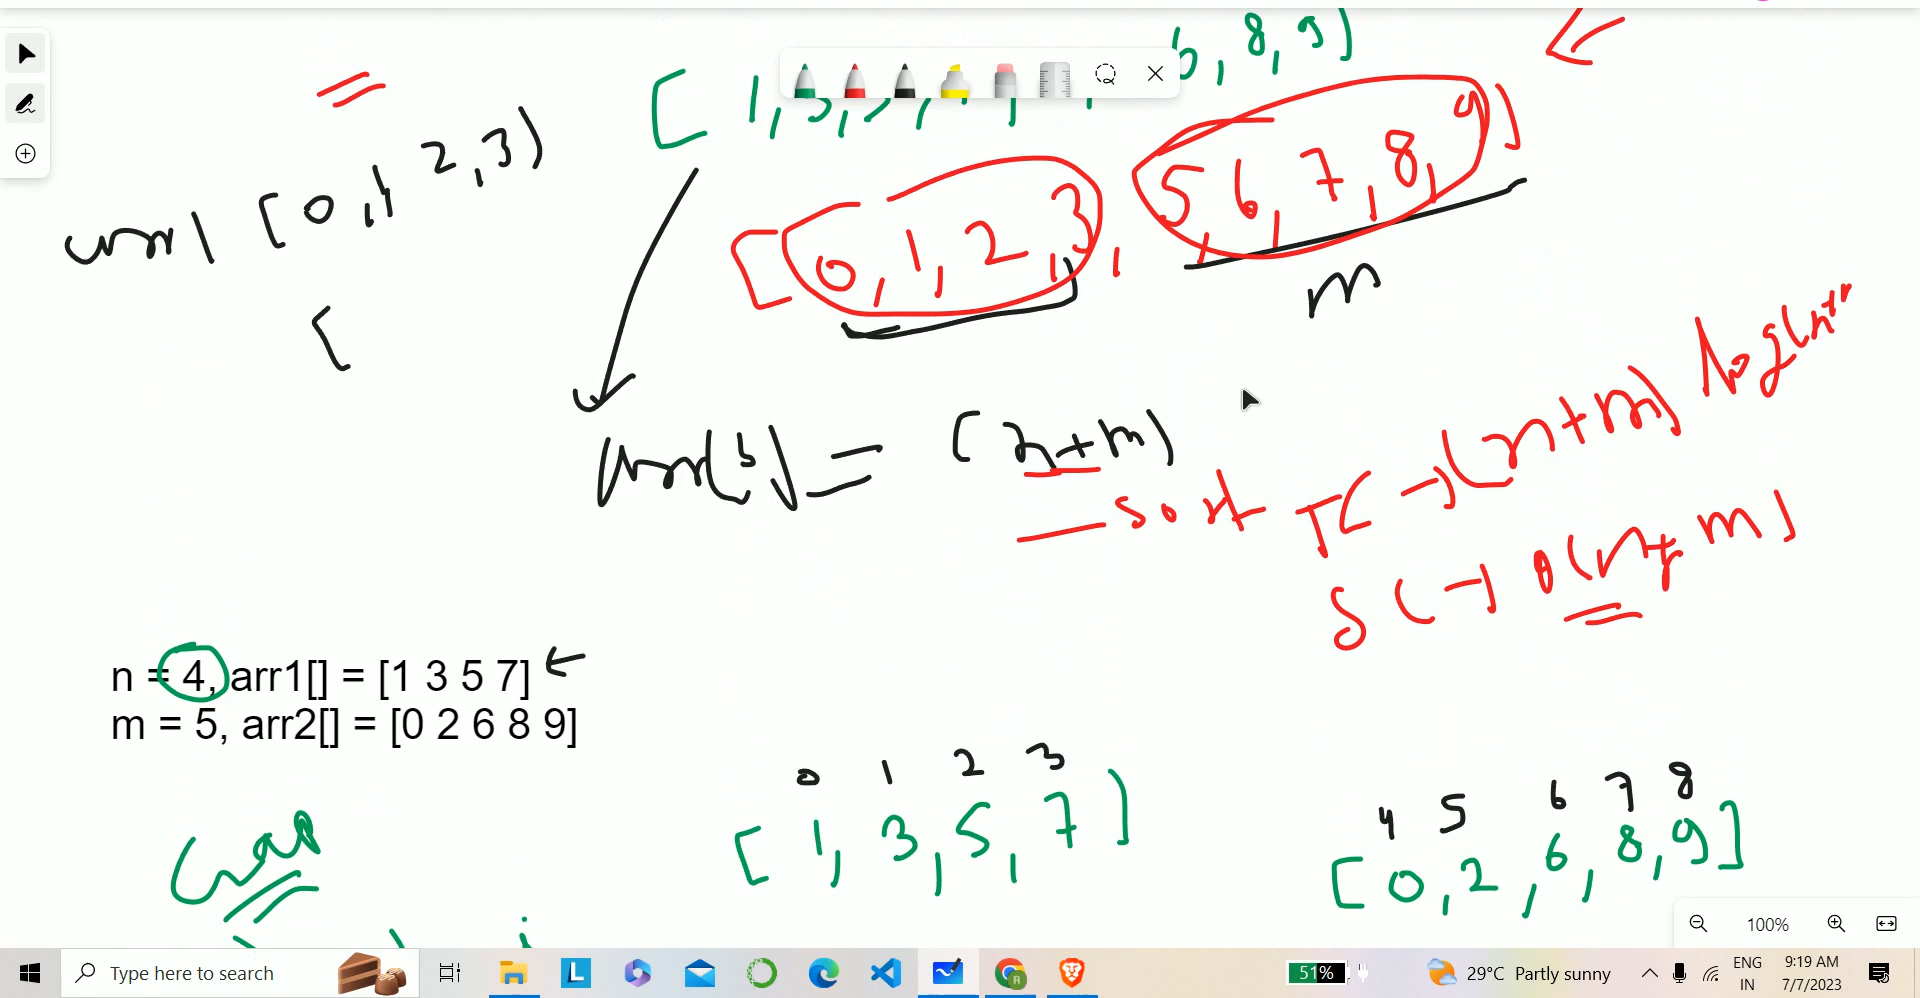 6, 8, 9]
[1, 3, 5,
arr1 [0, 1 2, 3)
[0, 1, 2, 3, 5, 6, 7, 8, 9]
m
[
arr[] = [n+m)
sort TC → (n+m) log(n+
SC → O(n+m)
n = 4, arr1[] = [1 3 5 7]
m = 5, arr2[] = [0 2 6 8 9]
0 1 2 3
[1, 3, 5, 7]
4 5 6 7 8
[0, 2, 6, 8, 9]
Gap
100%
Type here to search
51%
29°C Partly sunny
ENG
IN
9:19 AM
7/7/2023